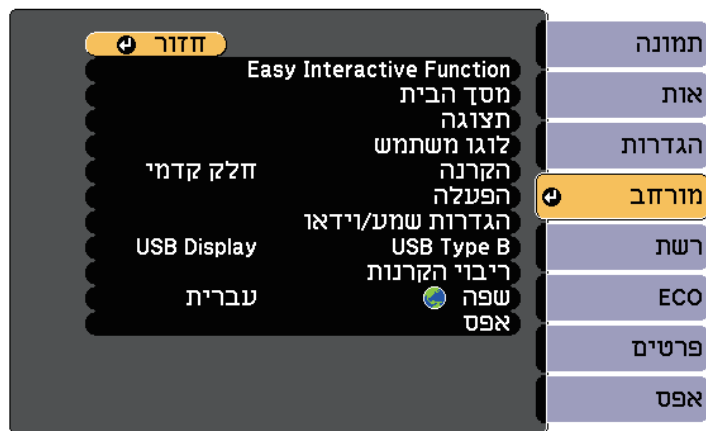 תמונה
אות
הגדרות
מורחב
רשת
ECO
פרטים
אפס
חזור
Easy Interactive Function
מסך הבית
תצוגה
לוגו משתמש
הקרנה חלק קדמי
הפעלה
הגדרות שמע/וידאו
USB Type B USB Display
ריבוי הקרנות
שפה עברית
אפס